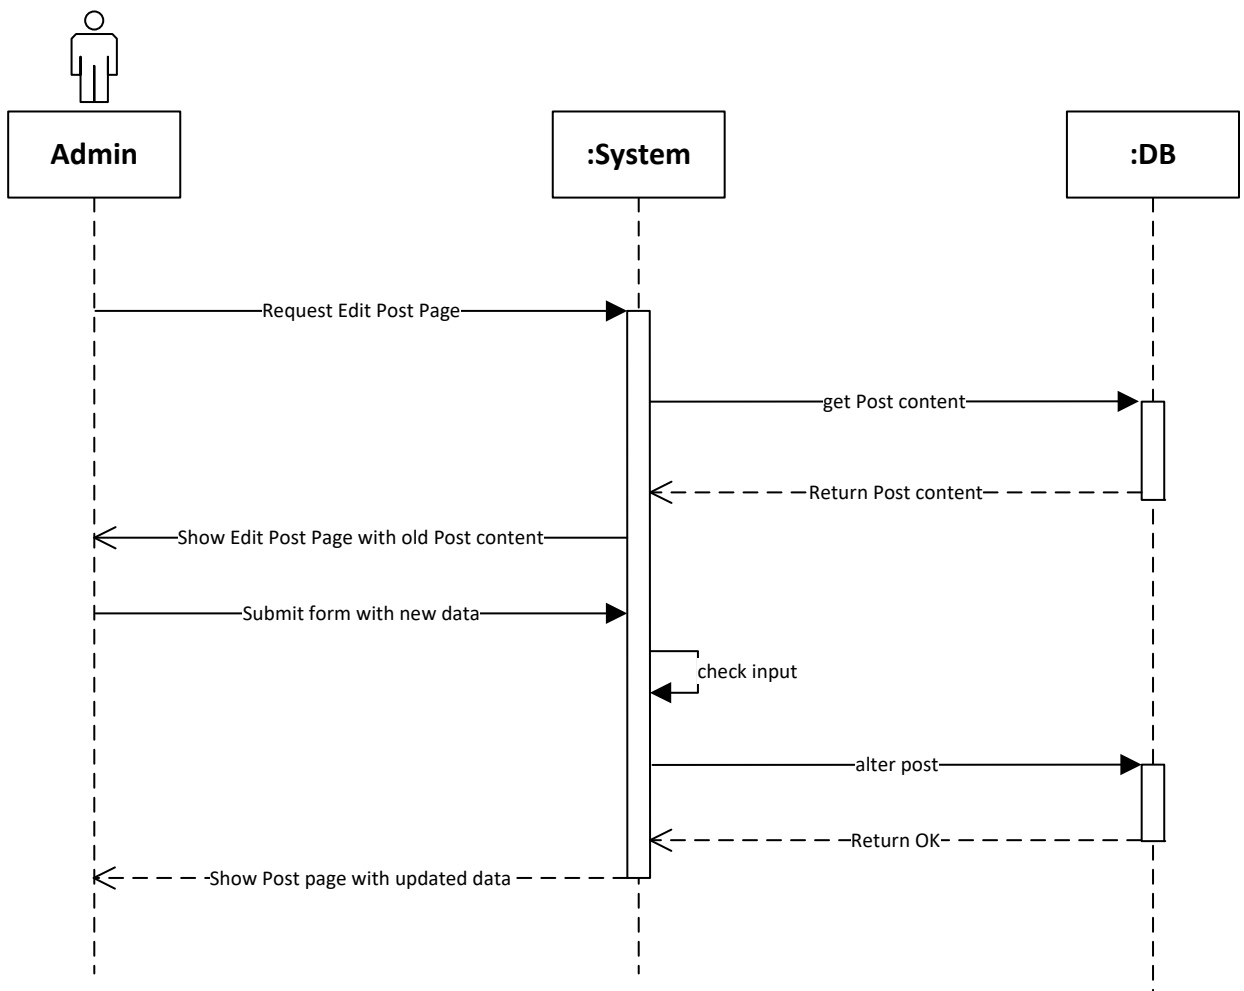 Admin
:System
:DB
Request Edit Post Page
get Post content
Return Post content
Show Edit Post Page with old Post content
Submit form with new data
check input
alter post
Return OK
Show Post page with updated data